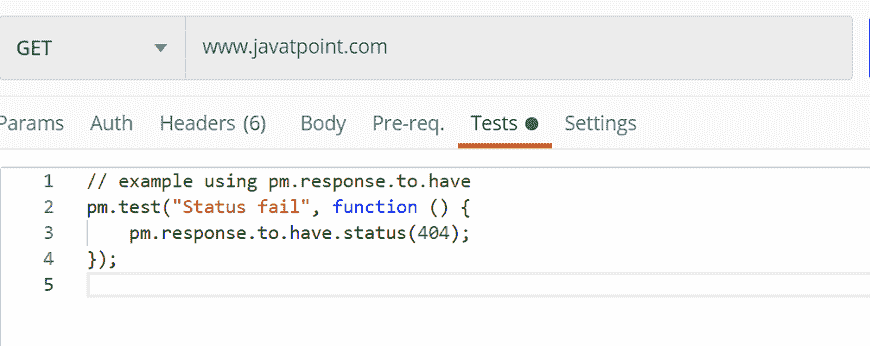 GET www.javatpoint.com
Params Auth Headers (6) Body Pre-req. Tests Settings
1 // example using pm.response.to.have
2 pm.test("Status fail", function () {
3 pm.response.to.have.status(404);
4 });
5